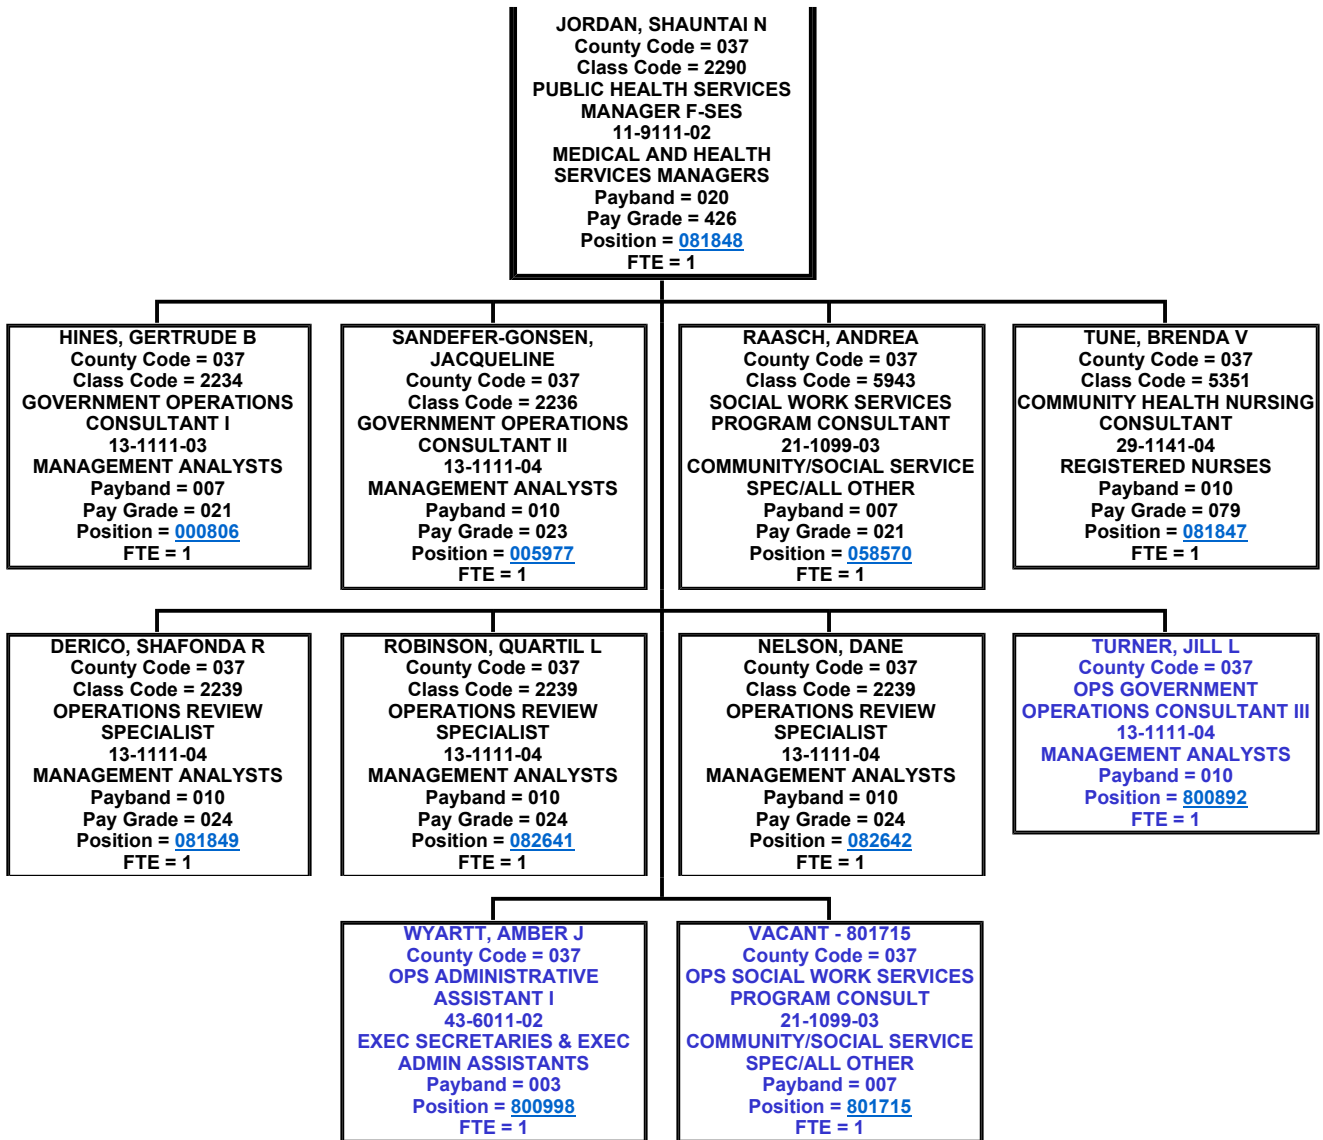 JORDAN, SHAUNTAI N
County Code = 037
Class Code = 2290
PUBLIC HEALTH SERVICES
MANAGER F-SES
11-9111-02
MEDICAL AND HEALTH
SERVICES MANAGERS
Payband = 020
Pay Grade = 426
Position = 081848
FTE = 1
HINES, GERTRUDE B
County Code = 037
Class Code = 2234
GOVERNMENT OPERATIONS
CONSULTANT I
13-1111-03
MANAGEMENT ANALYSTS
Payband = 007
Pay Grade = 021
Position = 000806
FTE = 1
SANDEFER-GONSEN,
JACQUELINE
County Code = 037
Class Code = 2236
GOVERNMENT OPERATIONS
CONSULTANT II
13-1111-04
MANAGEMENT ANALYSTS
Payband = 010
Pay Grade = 023
Position = 005977
FTE = 1
RAASCH, ANDREA
County Code = 037
Class Code = 5943
SOCIAL WORK SERVICES
PROGRAM CONSULTANT
21-1099-03
COMMUNITY/SOCIAL SERVICE
SPEC/ALL OTHER
Payband = 007
Pay Grade = 021
Position = 058570
FTE = 1
TUNE, BRENDA V
County Code = 037
Class Code = 5351
COMMUNITY HEALTH NURSING
CONSULTANT
29-1141-04
REGISTERED NURSES
Payband = 010
Pay Grade = 079
Position = 081847
FTE = 1
DERICO, SHAFONDA R
County Code = 037
Class Code = 2239
OPERATIONS REVIEW
SPECIALIST
13-1111-04
MANAGEMENT ANALYSTS
Payband = 010
Pay Grade = 024
Position = 081849
FTE = 1
ROBINSON, QUARTIL L
County Code = 037
Class Code = 2239
OPERATIONS REVIEW
SPECIALIST
13-1111-04
MANAGEMENT ANALYSTS
Payband = 010
Pay Grade = 024
Position = 082641
FTE = 1
NELSON, DANE
County Code = 037
Class Code = 2239
OPERATIONS REVIEW
SPECIALIST
13-1111-04
MANAGEMENT ANALYSTS
Payband = 010
Pay Grade = 024
Position = 082642
FTE = 1
TURNER, JILL L
County Code = 037
OPS GOVERNMENT
OPERATIONS CONSULTANT III
13-1111-04
MANAGEMENT ANALYSTS
Payband = 010
Position = 800892
FTE = 1
WYARTT, AMBER J
County Code = 037
OPS ADMINISTRATIVE
ASSISTANT I
43-6011-02
EXEC SECRETARIES & EXEC
ADMIN ASSISTANTS
Payband = 003
Position = 800998
FTE = 1
VACANT - 801715
County Code = 037
OPS SOCIAL WORK SERVICES
PROGRAM CONSULT
21-1099-03
COMMUNITY/SOCIAL SERVICE
SPEC/ALL OTHER
Payband = 007
Position = 801715
FTE = 1